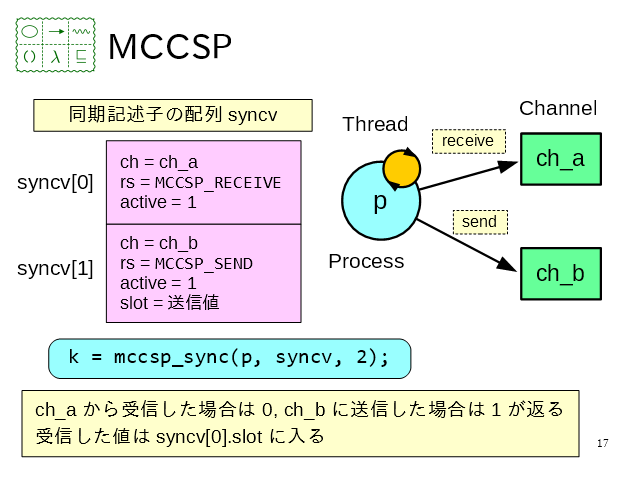 () λ ⊑
MCCSP
同期記述子の配列 syncv
syncv[0]
ch = ch_a
rs = MCCSP_RECEIVE
active = 1
syncv[1]
ch = ch_b
rs = MCCSP_SEND
active = 1
slot = 送信値
Thread
Channel
receive
ch_a
p
send
Process
ch_b
k = mccsp_sync(p, syncv, 2);
ch_a から受信した場合は 0, ch_b に送信した場合は 1 が返る
受信した値は syncv[0].slot に入る
17